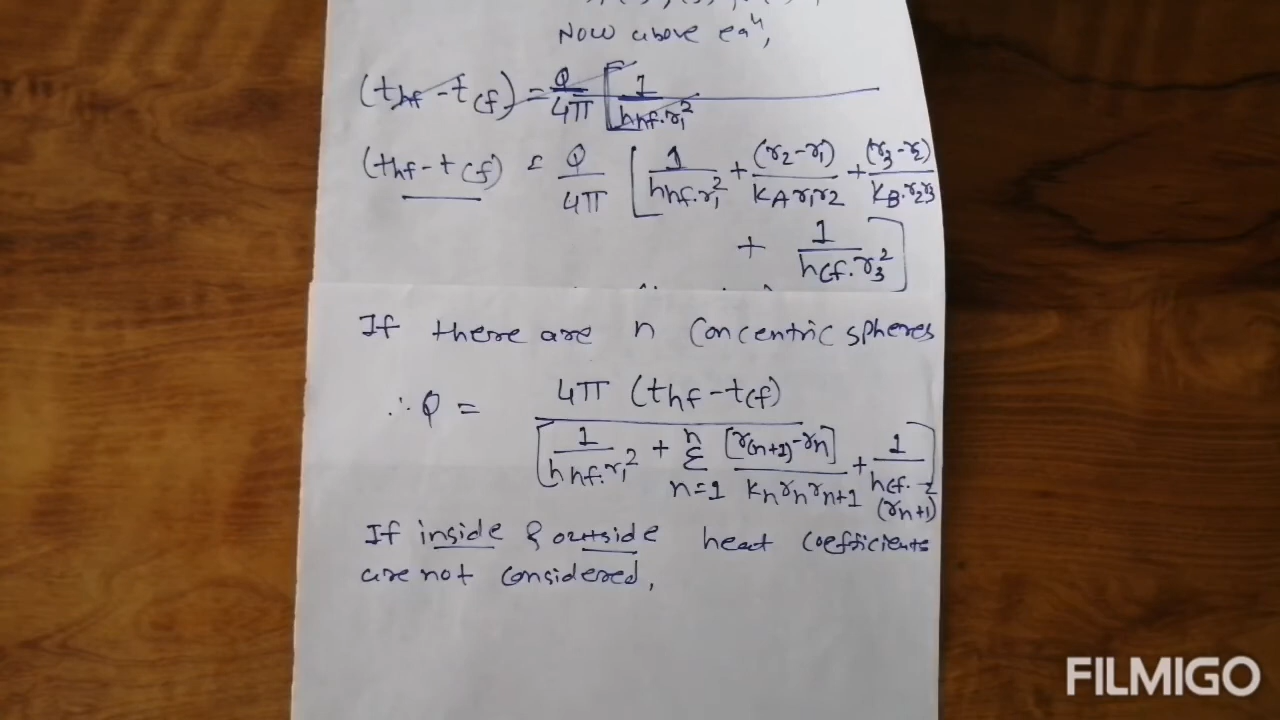 Now above eqⁿ,
(thf - tcf) = Q/4π [1/(hhf.r₁²)
(thf - tcf) = Q/4π [1/(hhf.r₁²) + (r₂-r₁)/(KA r₁r₂) + (r₃-r₂)/(KB.r₂r₃)
+ 1/(hcf.r₃²)]
If there are n concentric spheres
∴ Q = 4π (thf - tcf) / [1/(hhf.r₁²) + Σ n=1 n [r(n+1)-rn]/(Kn rn rn+1) + 1/(hcf. (rn+1)²)]
If inside & outside heat coefficients
are not considered,
FILMIGO